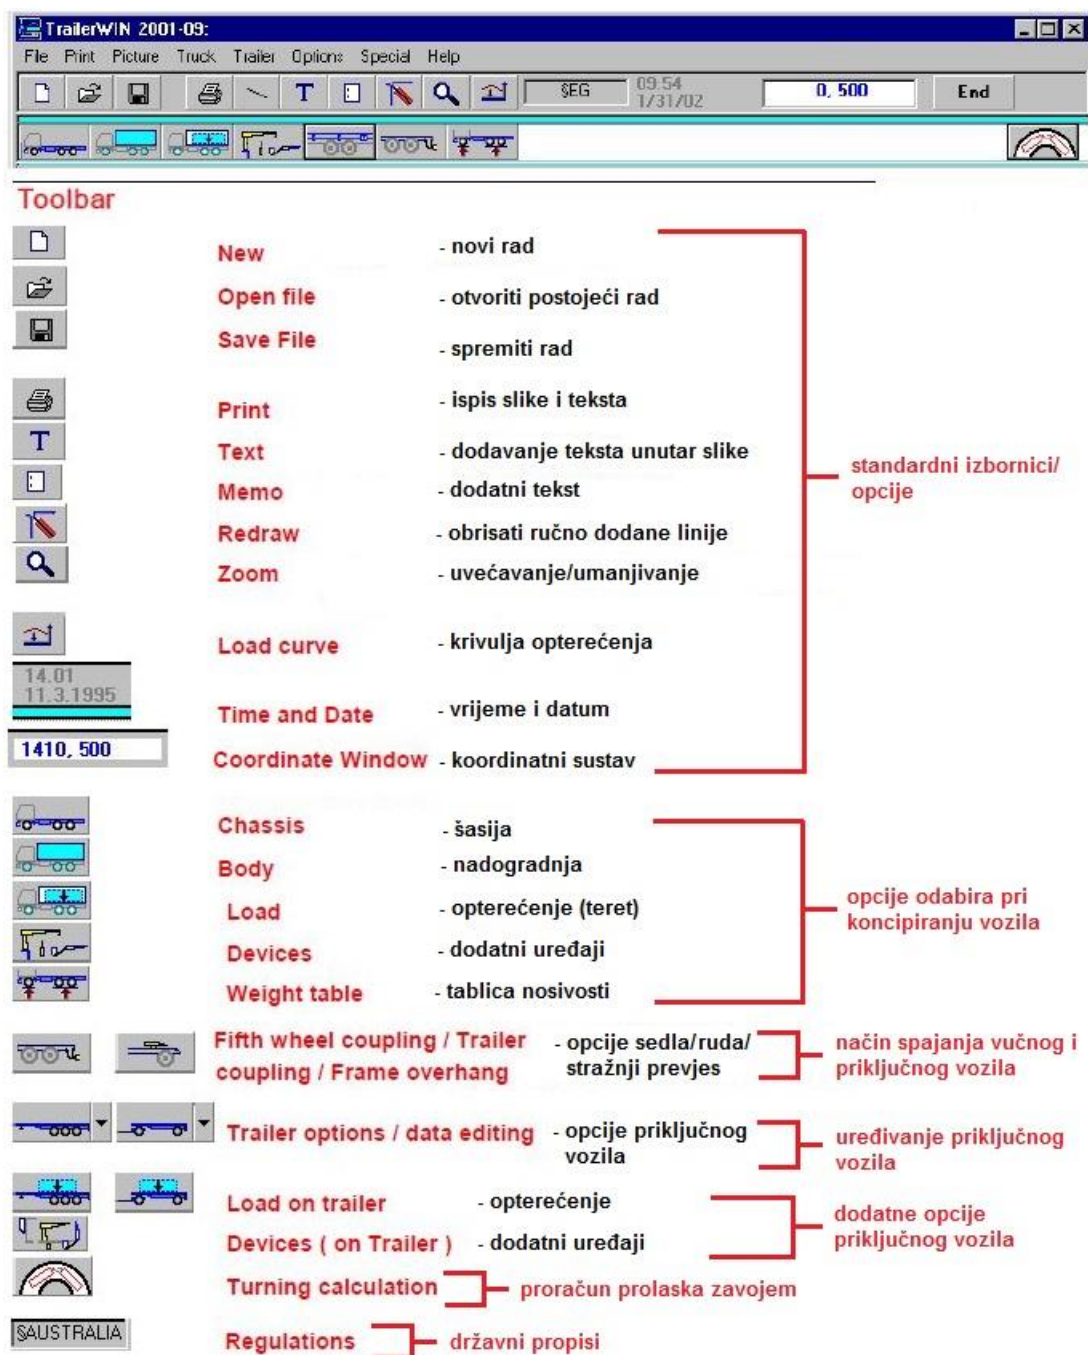 TrailerWIN 2001-09:
File Print Picture Truck Trailer Options Special Help
T §EG 09:54 1/31/02 0, 500 End
Toolbar
New - novi rad
Open file - otvoriti postojeći rad
Save File - spremiti rad
Print - ispis slike i teksta
T Text - dodavanje teksta unutar slike
Memo - dodatni tekst
standardni izbornici/
opcije
Redraw - obrisati ručno dodane linije
Zoom - uvećavanje/umanjivanje
Load curve - krivulja opterećenja
14.01
11.3.1995
Time and Date - vrijeme i datum
1410, 500 Coordinate Window - koordinatni sustav
Chassis - šasija
Body - nadogradnja
Load - opterećenje (teret)
opcije odabira pri
koncipiranju vozila
Devices - dodatni uređaji
Weight table - tablica nosivosti
Fifth wheel coupling / Trailer
coupling / Frame overhang
- opcije sedla/ruda/
stražnji prevjes
način spajanja vučnog i
priključnog vozila
Trailer options / data editing
- opcije priključnog
vozila
uređivanje priključnog
vozila
Load on trailer - opterećenje
Devices ( on Trailer ) - dodatni uređaji
dodatne opcije
priključnog vozila
Turning calculation proračun prolaska zavojem
§AUSTRALIA Regulations državni propisi